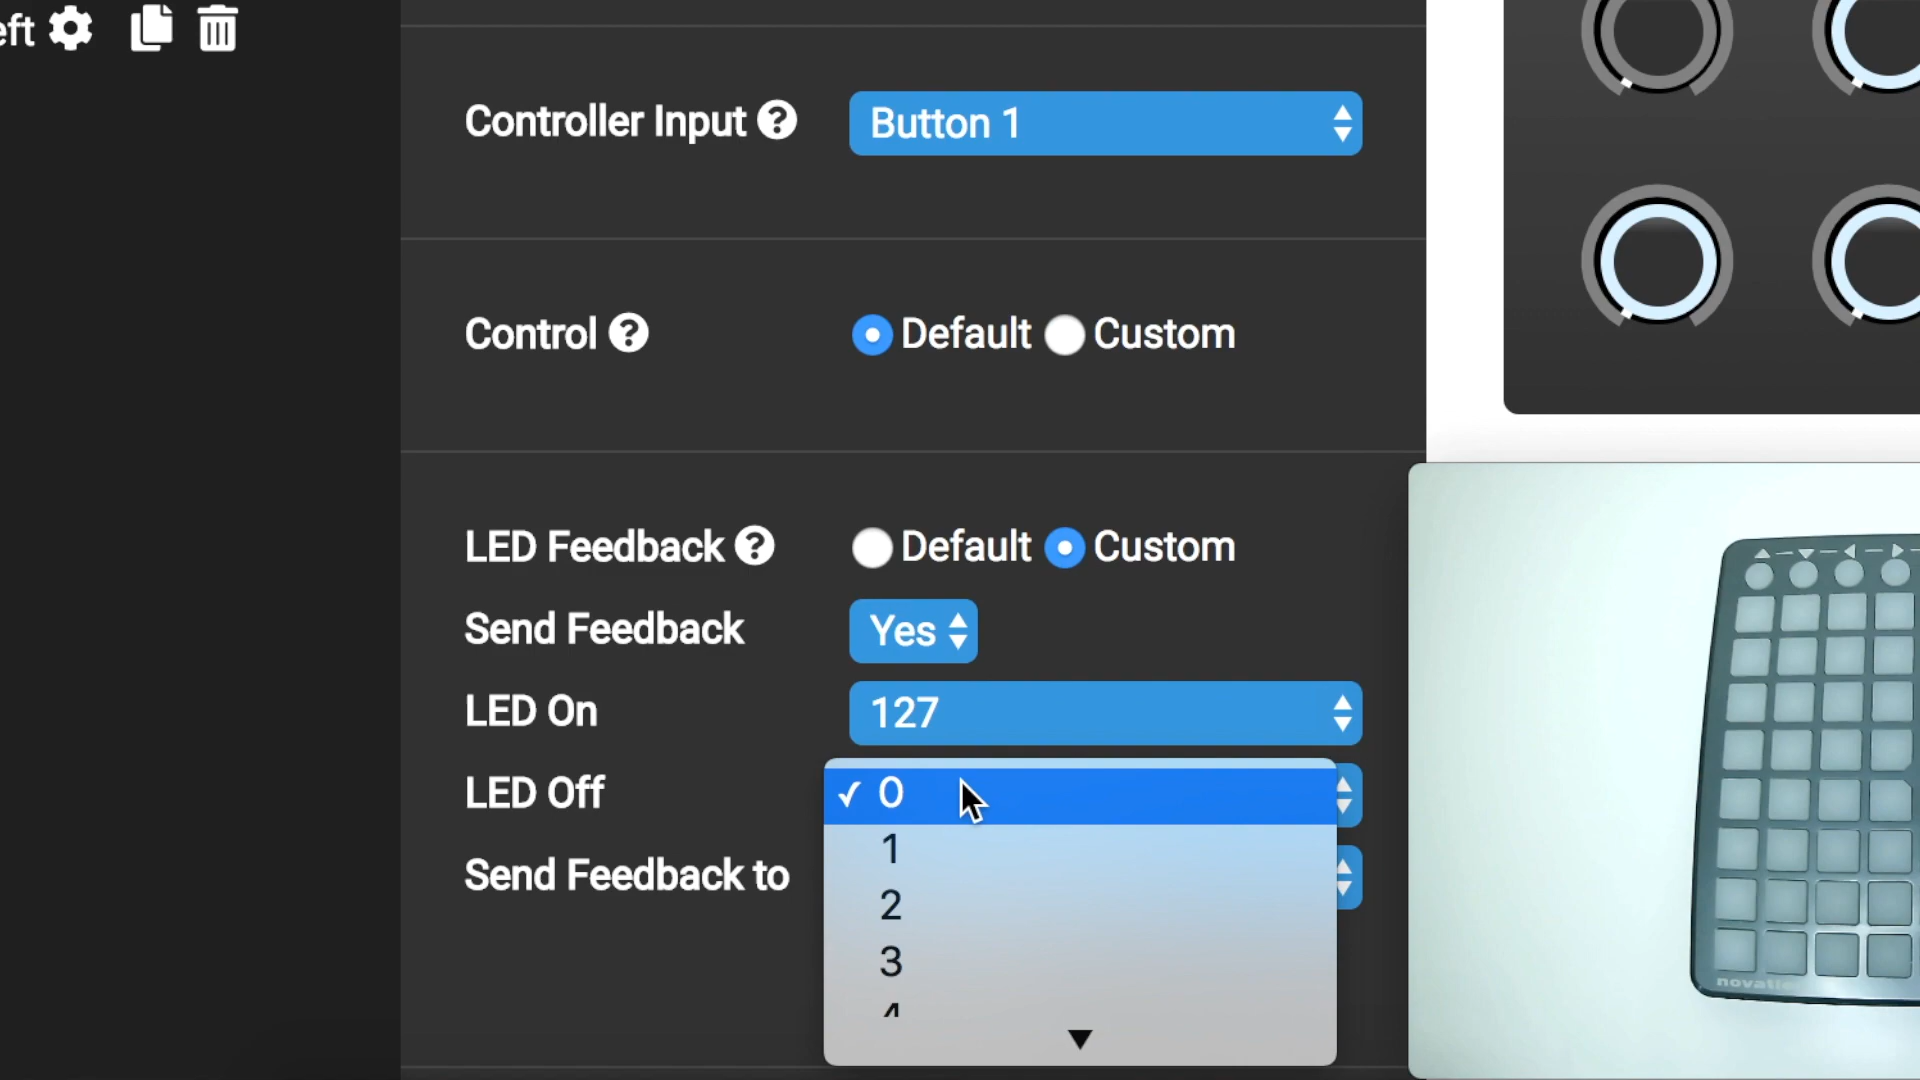 eft
Controller Input ?
Button 1
Control ?
Default Custom
LED Feedback ?
Default Custom
Send Feedback
Yes
LED On
127
LED Off
✓ 0
1
2
3
4
Send Feedback to